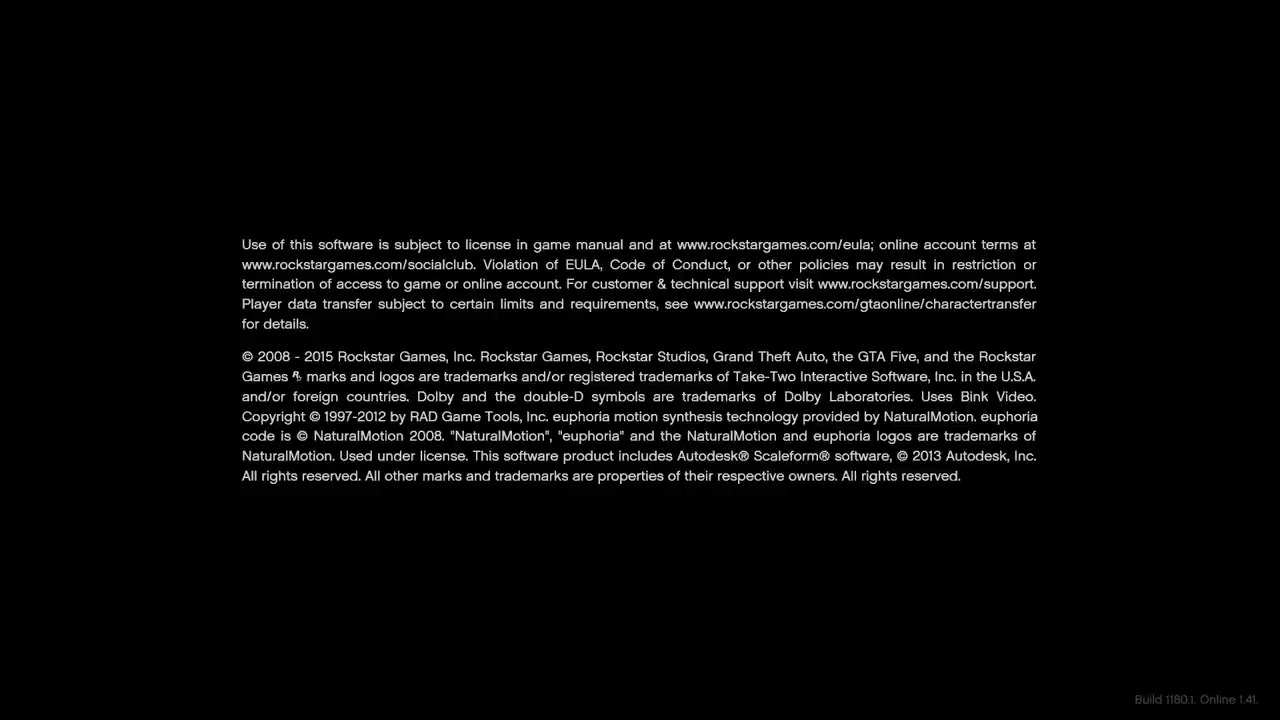 Use of this software is subject to license in game manual and at www.rockstargames.com/eula; online account terms at
www.rockstargames.com/socialclub. Violation of EULA, Code of Conduct, or other policies may result in restriction or
termination of access to game or online account. For customer & technical support visit www.rockstargames.com/support.
Player data transfer subject to certain limits and requirements, see www.rockstargames.com/gtaonline/charactertransfer
for details.
© 2008 - 2015 Rockstar Games, Inc. Rockstar Games, Rockstar Studios, Grand Theft Auto, the GTA Five, and the Rockstar
Games R* marks and logos are trademarks and/or registered trademarks of Take-Two Interactive Software, Inc. in the U.S.A.
and/or foreign countries. Dolby and the double-D symbols are trademarks of Dolby Laboratories. Uses Bink Video.
Copyright © 1997-2012 by RAD Game Tools, Inc. euphoria motion synthesis technology provided by NaturalMotion. euphoria
code is © NaturalMotion 2008. "NaturalMotion", "euphoria" and the NaturalMotion and euphoria logos are trademarks of
NaturalMotion. Used under license. This software product includes Autodesk® Scaleform® software, © 2013 Autodesk, Inc.
All rights reserved. All other marks and trademarks are properties of their respective owners. All rights reserved.
Build 1180.1. Online 1.41.